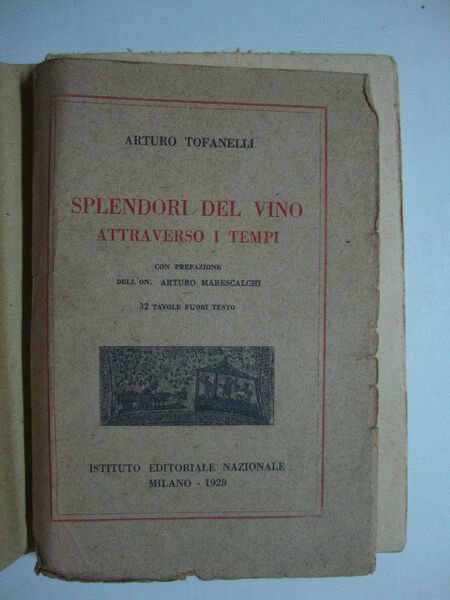 ARTURO TOFANELLI
SPLENDORI DEL VINO
ATTRAVERSO I TEMPI
CON PREFAZIONE
DELL'ON. ARTURO MARESCALCHI
32 TAVOLE FUORI TESTO
ISTITUTO EDITORIALE NAZIONALE
MILANO - 1928